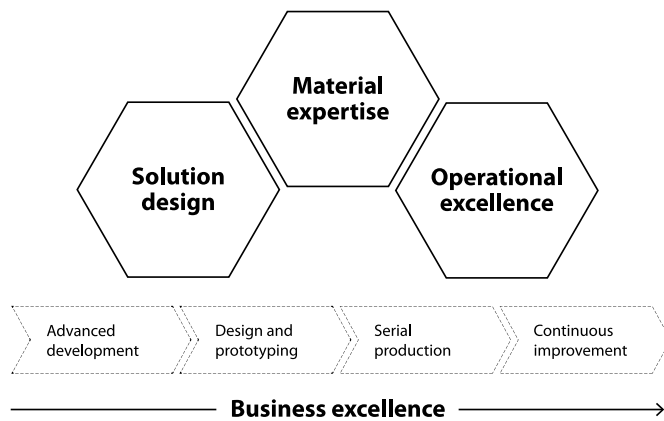 Material
expertise
Solution
design
Operational
excellence
Advanced
development
Design and
prototyping
Serial
production
Continuous
improvement
Business excellence